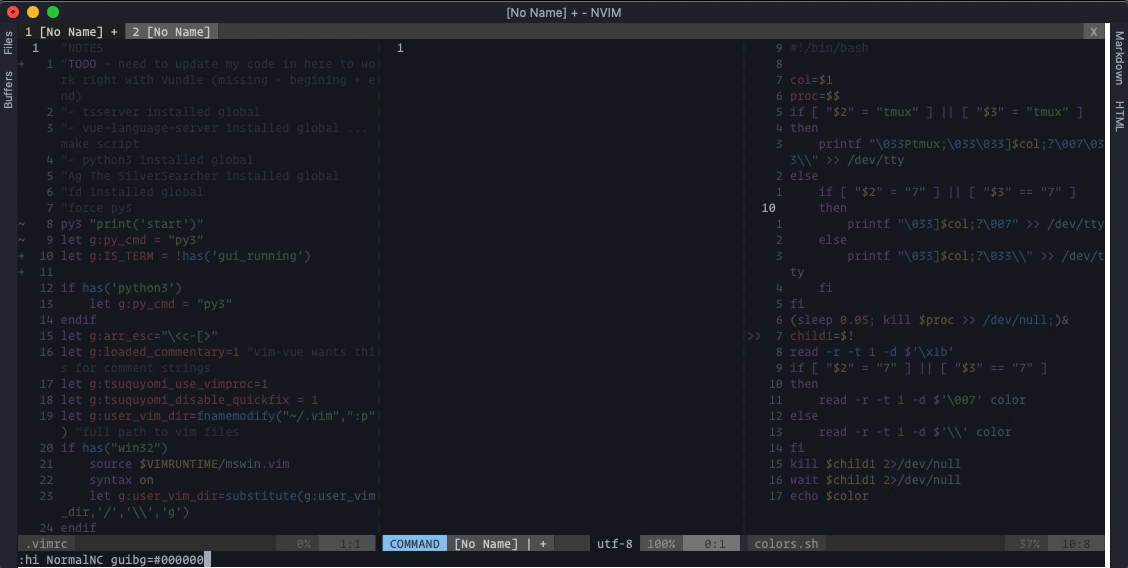 [No Name] + - NVIM
1 [No Name] + 2 [No Name] X
Files
Buffers
1 "NOTES
+ 1 "TODO - need to update my code in here to wo
rk right with Vundle (missing - begining + e
nd)
2 "- tsserver installed global
3 "- vue-language-server installed global ...
make script
4 "- python3 installed global
5 "Ag The SilverSearcher installed global
6 "fd installed global
7 "force py3
~ 8 py3 "print('start')"
~ 9 let g:py_cmd = "py3"
+ 10 let g:IS_TERM = !has('gui_running')
+ 11
12 if has('python3')
13 let g:py_cmd = "py3"
14 endif
15 let g:arr_esc="\<c-[>"
16 let g:loaded_commentary=1 "vim-vue wants thi
s for comment strings
17 let g:tsuquyomi_use_vimproc=1
18 let g:tsuquyomi_disable_quickfix = 1
19 let g:user_vim_dir=fnamemodify("~/.vim",":p"
) "full path to vim files
20 if has("win32")
21 source $VIMRUNTIME/mswin.vim
22 syntax on
23 let g:user_vim_dir=substitute(g:user_vim
_dir,'/','\\','g')
24 endif
.vimrc 0% 1:1
1
COMMAND [No Name] | + utf-8 100% 0:1
9 #!/bin/bash
8
7 col=$1
6 proc=$$
5 if [ "$2" = "tmux" ] || [ "$3" = "tmux" ]
4 then
3 printf "\033Ptmux;\033\033]$col;?\007\03
3\\" >> /dev/tty
2 else
1 if [ "$2" = "7" ] || [ "$3" == "7" ]
10 then
1 printf "\033]$col;?\007" >> /dev/tty
2 else
3 printf "\033]$col;?\033\\" >> /dev/t
ty
4 fi
5 fi
6 (sleep 0.05; kill $proc >> /dev/null;)&
>> 7 child1=$!
8 read -r -t 1 -d $'\x1b'
9 if [ "$2" = "7" ] || [ "$3" == "7" ]
10 then
11 read -r -t 1 -d $'\007' color
12 else
13 read -r -t 1 -d $'\\' color
14 fi
15 kill $child1 2>/dev/null
16 wait $child1 2>/dev/null
17 echo $color
colors.sh 37% 10:8
Markdown
HTML
:hi NormalNC guibg=#000000